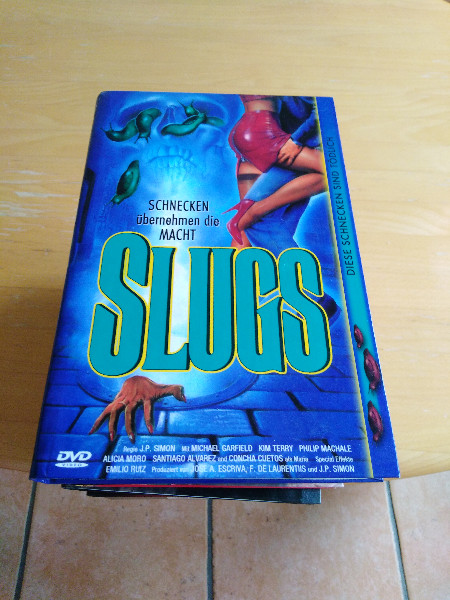 SCHNECKEN
übernehmen die
MACHT
SLUGS
DIESE SCHNECKEN SIND TÖDLICH
DVD
VIDEO
Regie J.P. SIMON Mit MICHAEL GARFIELD KIM TERRY PHILIP MACHALE
ALICIA MORO SANTIAGO ALVAREZ und CONCHA CUETOS als Maria Special Effekte
EMILIO RUIZ Produziert von JOSE A. ESCRIVA, F. DE LAURENTIIS und J.P. SIMON